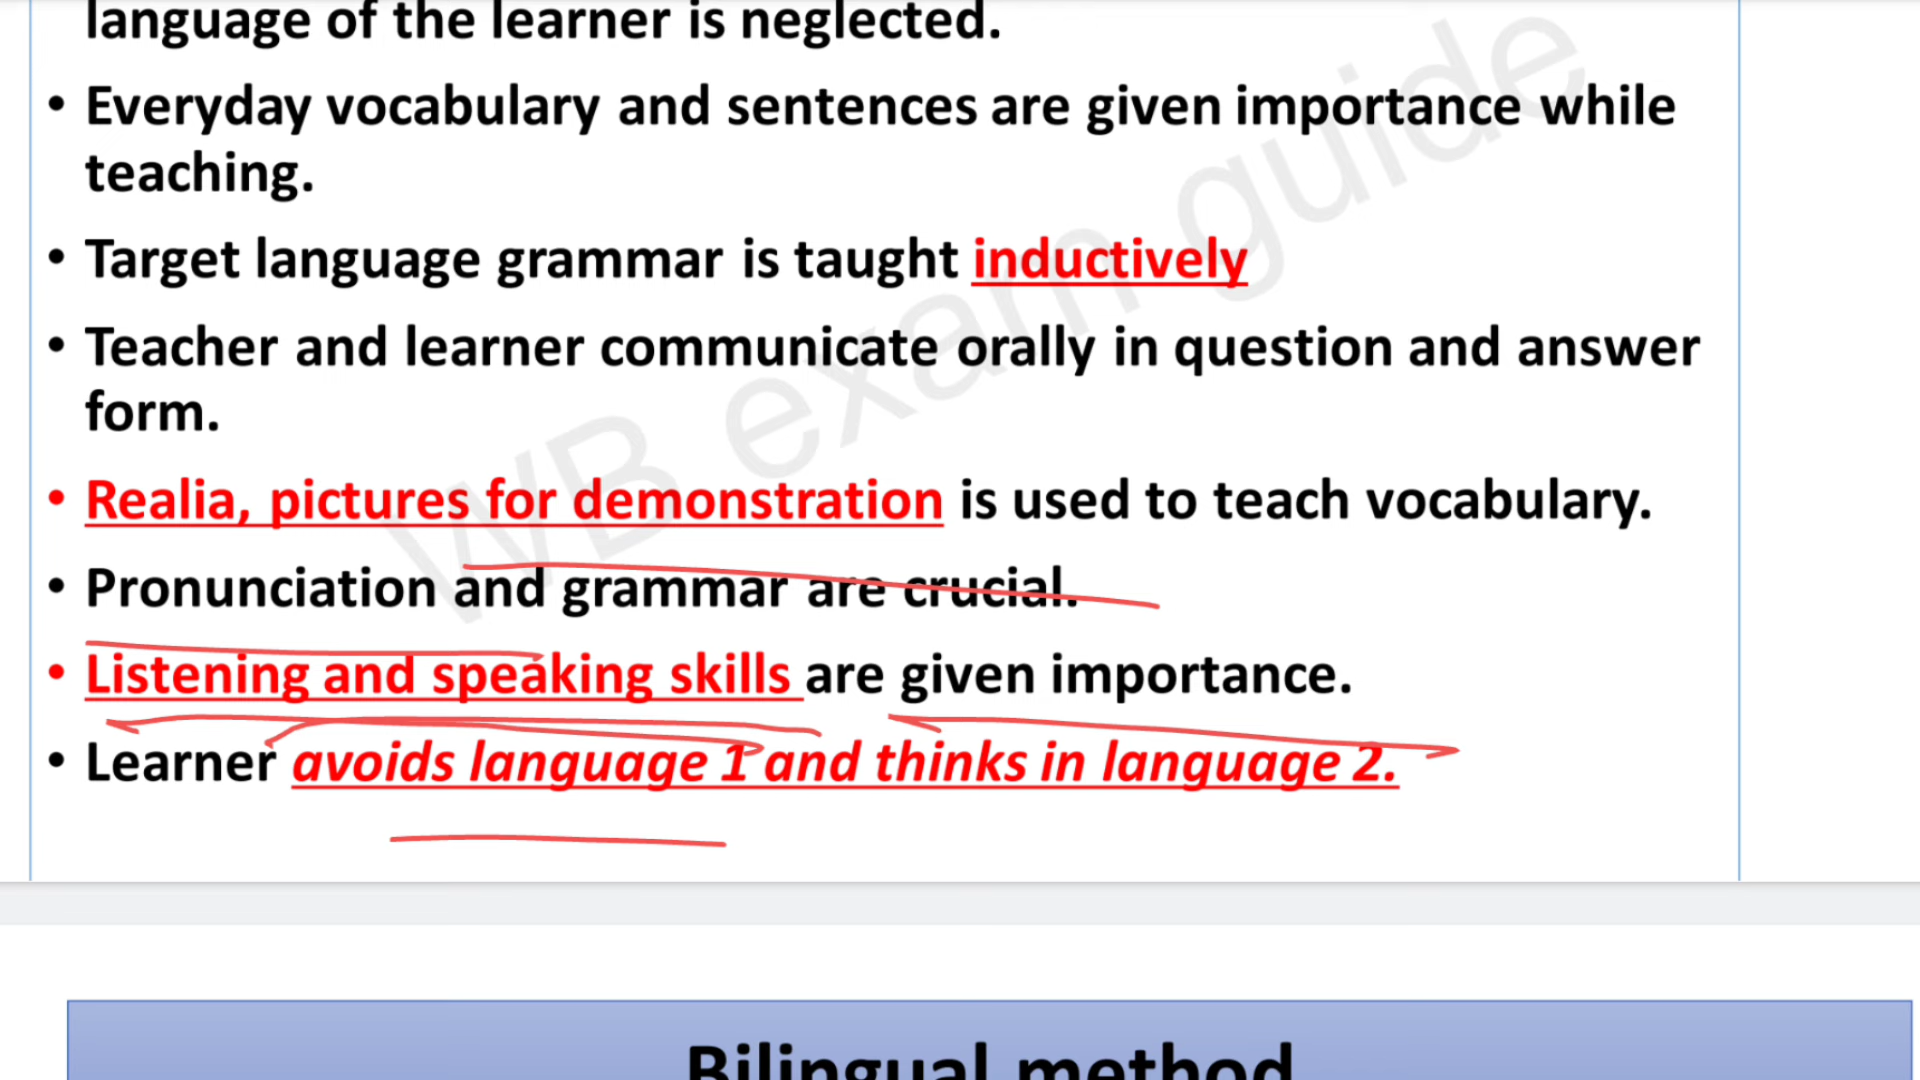 language of the learner is neglected.
• Everyday vocabulary and sentences are given importance while
teaching.
• Target language grammar is taught inductively
• Teacher and learner communicate orally in question and answer
form.
• Realia, pictures for demonstration is used to teach vocabulary.
• Pronunciation and grammar are crucial.
• Listening and speaking skills are given importance.
• Learner avoids language 1 and thinks in language 2.
WB exam guide
Bilingual method